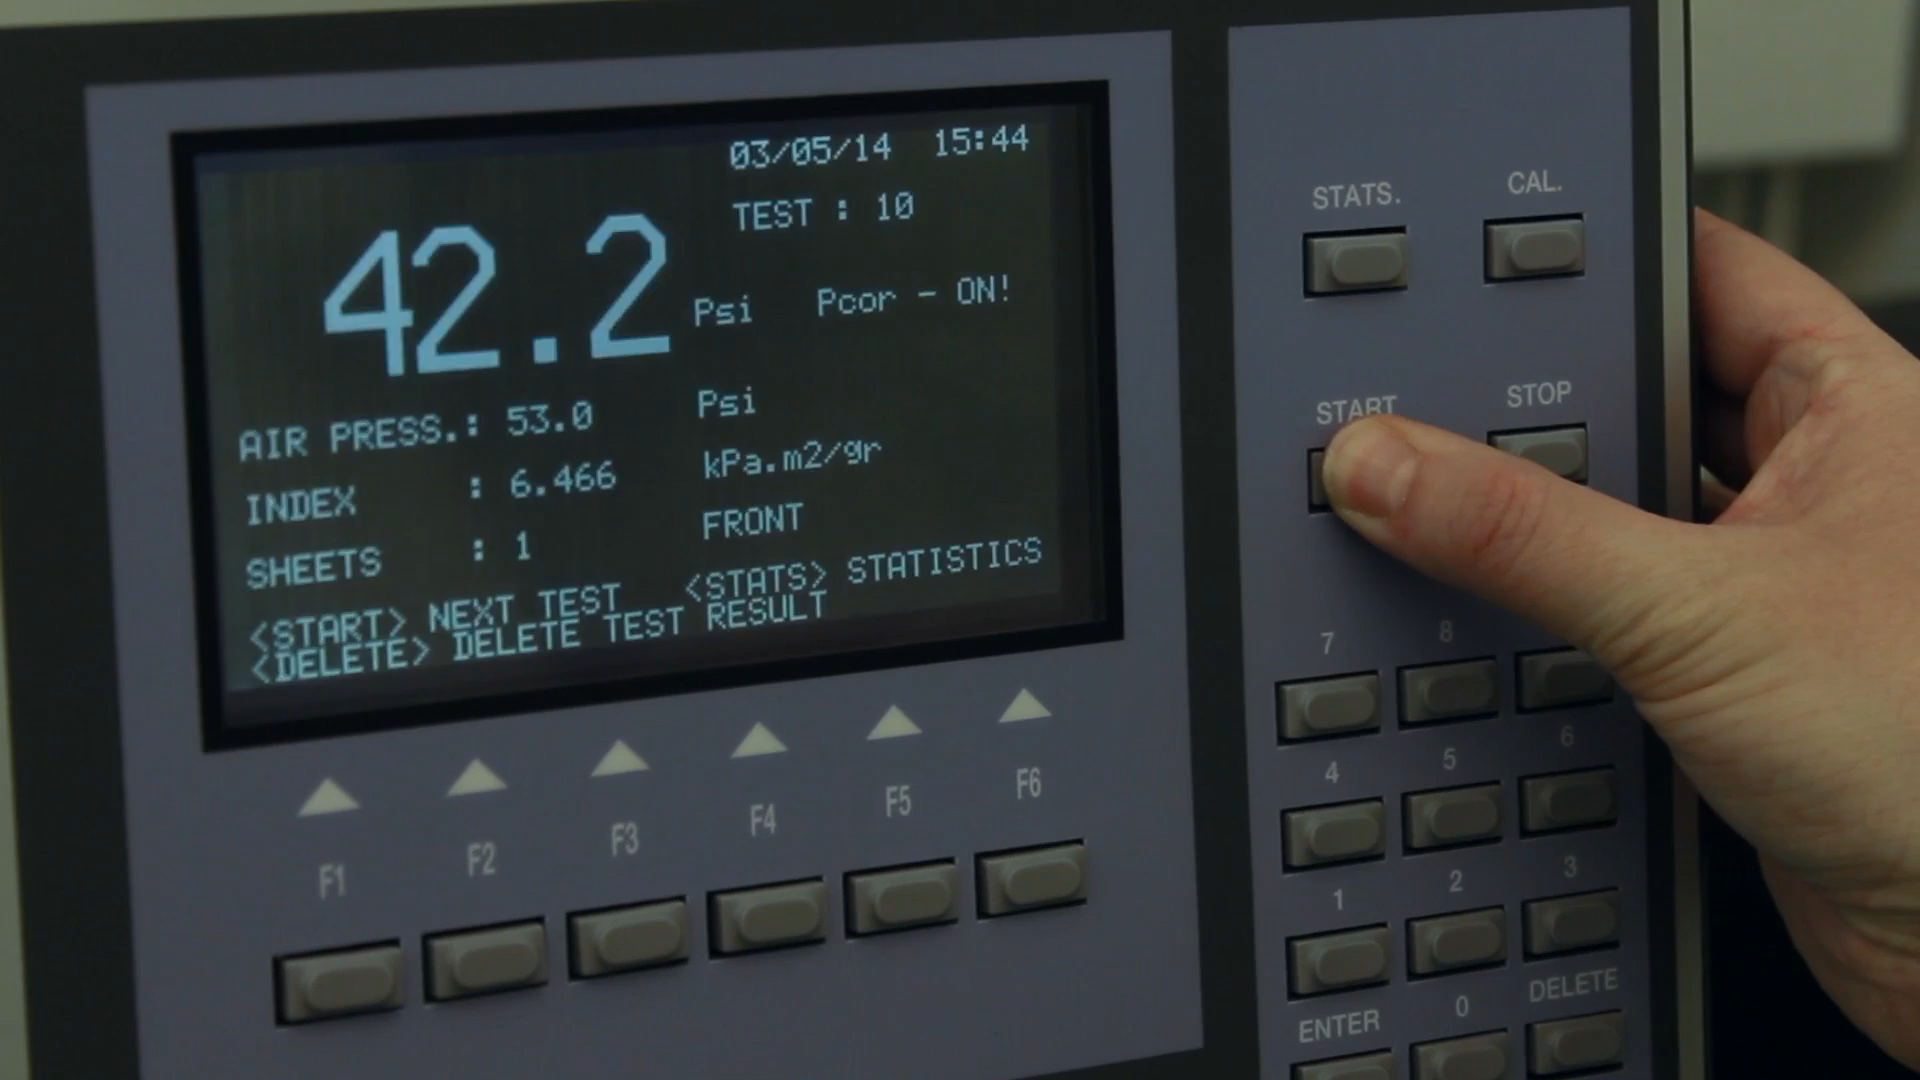 03/05/14 15:44
TEST : 10
42.2 Psi Pcor - ON!
AIR PRESS.: 53.0 Psi
INDEX : 6.466 kPa.m2/gr
SHEETS : 1 FRONT
<START> NEXT TEST <STATS> STATISTICS
<DELETE> DELETE TEST RESULT
F1 F2 F3 F4 F5 F6
STATS. CAL.
START STOP
7 8
4 5 6
1 2 3
ENTER 0 DELETE